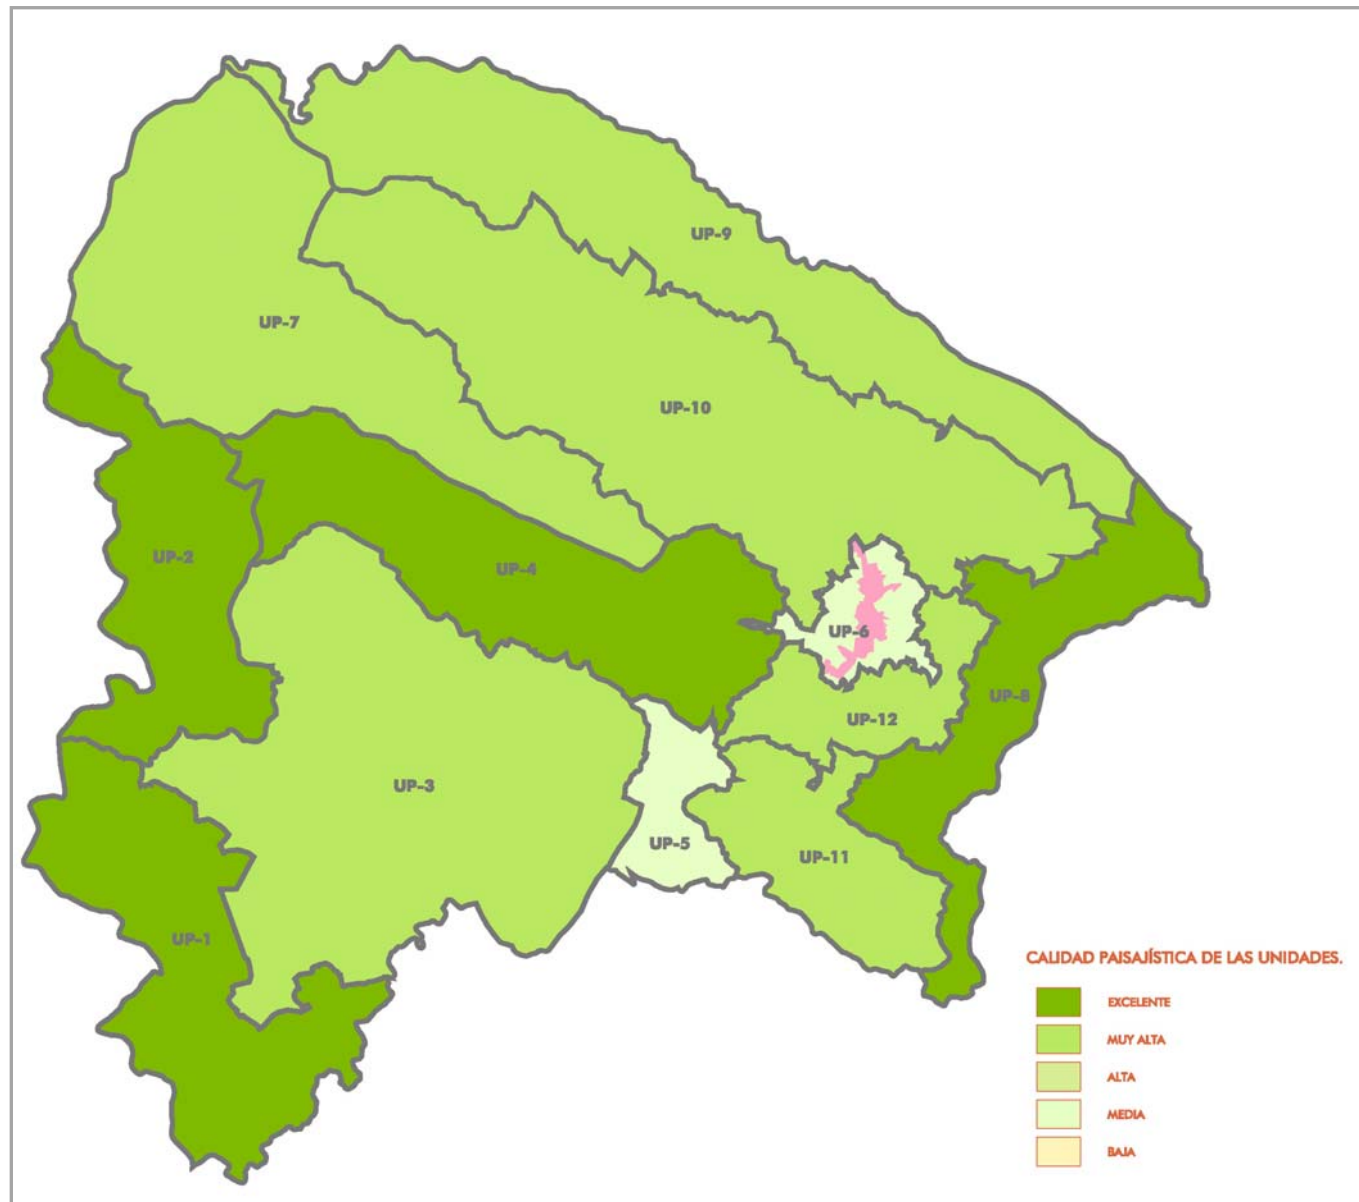 UP-9
UP-7
UP-10
UP-2
UP-4
UP-6
UP-8
UP-12
UP-3
UP-5
UP-11
UP-1
CALIDAD PAISAJÍSTICA DE LAS UNIDADES.
EXCELENTE
MUY ALTA
ALTA
MEDIA
BAJA